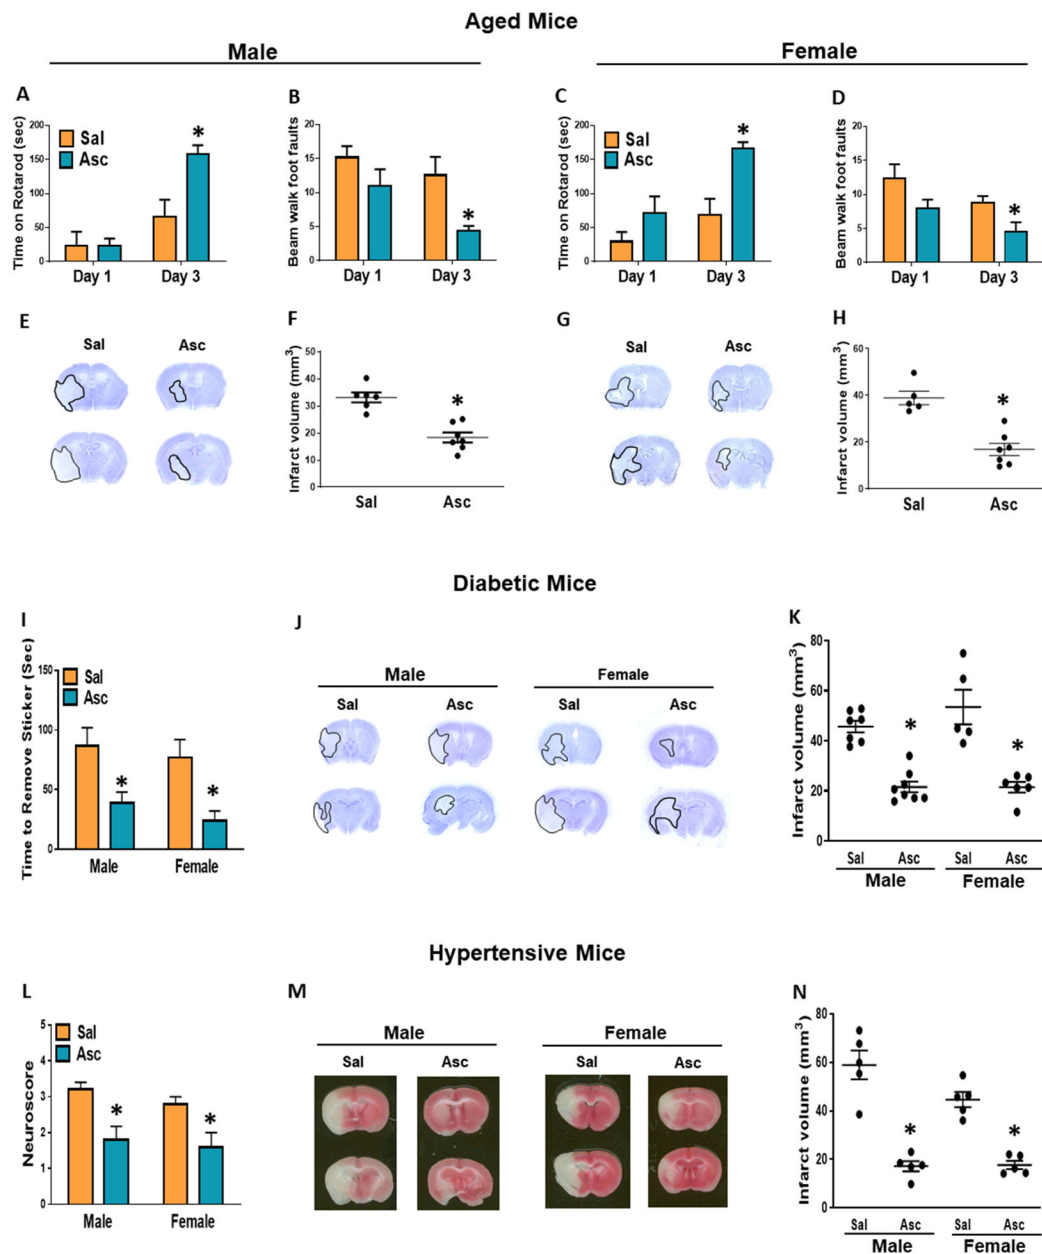 Aged Mice
Male
Female
A
B
C
D
Time on Rotarod (sec)
200
150
100
50
0
Sal
Asc
*
Day 1
Day 3
Beam walk foot faults
20
15
10
5
0
*
Day 1
Day 3
Time on Rotarod (sec)
200
150
100
50
0
Sal
Asc
*
Day 1
Day 3
Beam walk foot faults
20
15
10
5
0
*
Day 1
Day 3
E
Sal
Asc
F
Infarct volume (mm³)
50
40
30
20
10
0
*
Sal
Asc
G
Sal
Asc
H
Infarct volume (mm³)
60
40
20
0
*
Sal
Asc
Diabetic Mice
I
Time to Remove Sticker (Sec)
150
100
50
0
Sal
Asc
*
*
Male
Female
J
Male
Female
Sal
Asc
Sal
Asc
K
Infarct volume (mm³)
80
60
40
20
0
*
*
Sal
Asc
Sal
Asc
Male
Female
Hypertensive Mice
L
Neuroscore
5
4
3
2
1
0
Sal
Asc
*
*
Male
Female
M
Male
Female
Sal
Asc
Sal
Asc
N
Infarct volume (mm³)
80
60
40
20
0
*
*
Sal
Asc
Sal
Asc
Male
Female